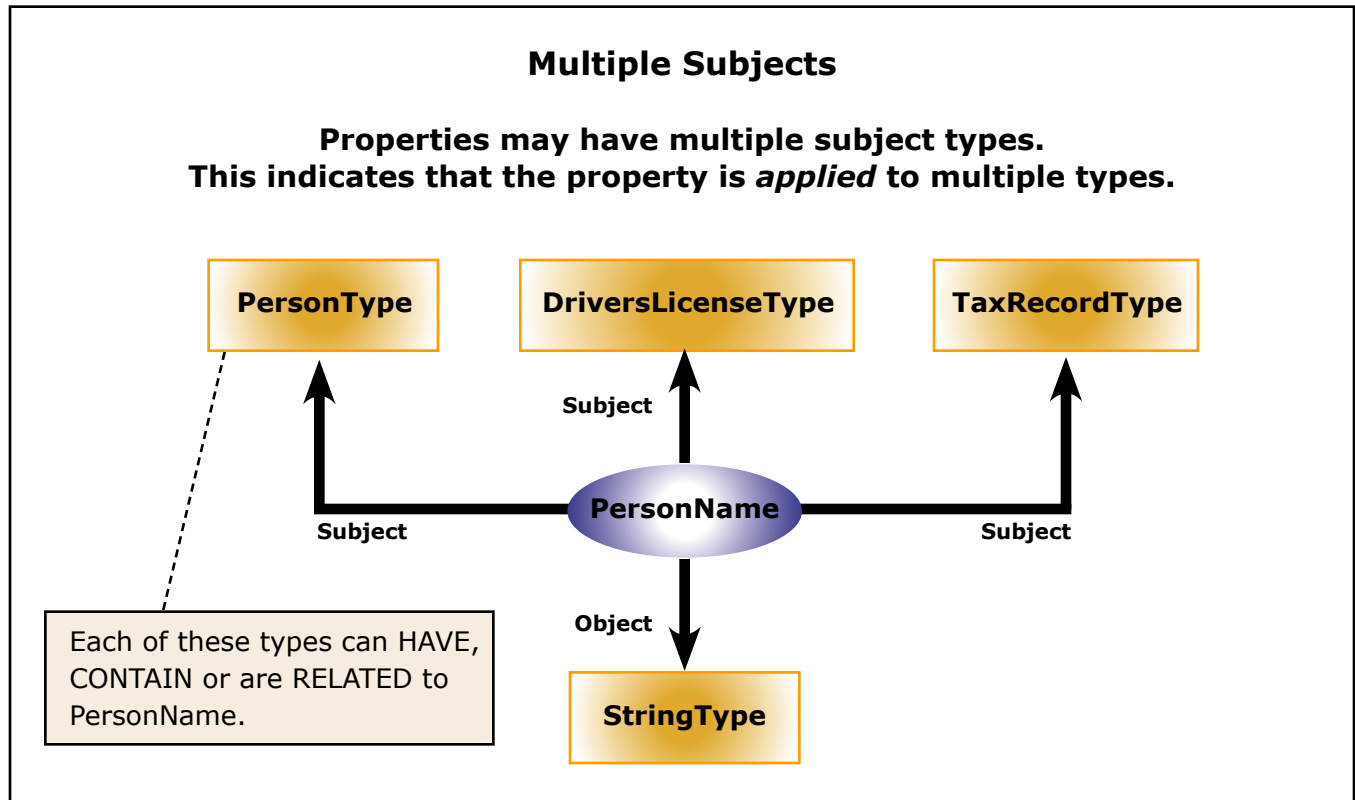 Multiple Subjects
Properties may have multiple subject types.
This indicates that the property is applied to multiple types.
PersonType
DriversLicenseType
TaxRecordType
Subject
PersonName
Subject
Subject
Object
Each of these types can HAVE,
CONTAIN or are RELATED to
PersonName.
StringType